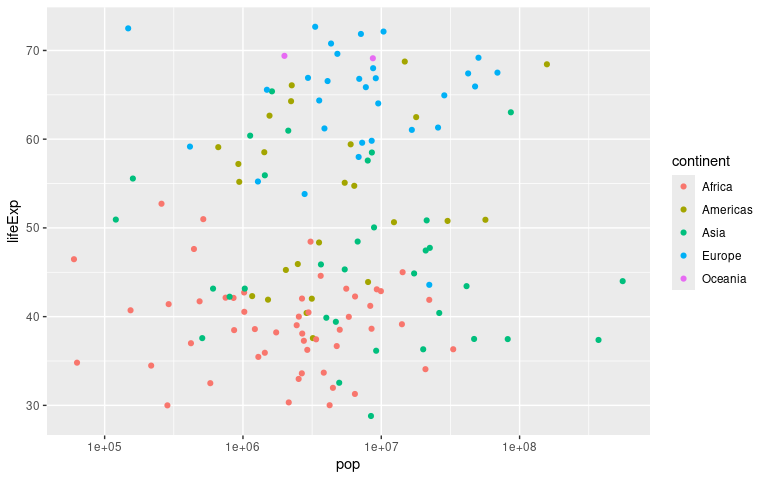 70
60
50
40
30
lifeExp
1e+05
1e+06
1e+07
1e+08
pop
continent
Africa
Americas
Asia
Europe
Oceania